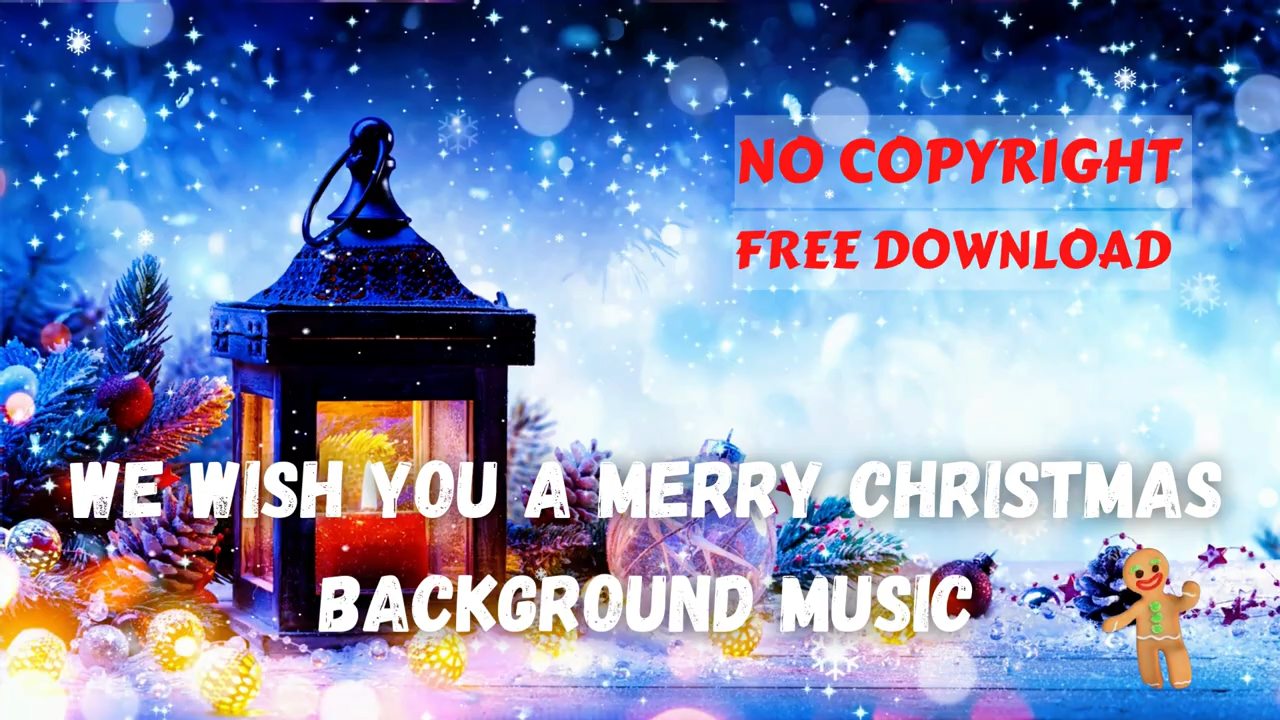 NO COPYRIGHT
FREE DOWNLOAD
WE WISH YOU A MERRY CHRISTMAS
BACKGROUND MUSIC